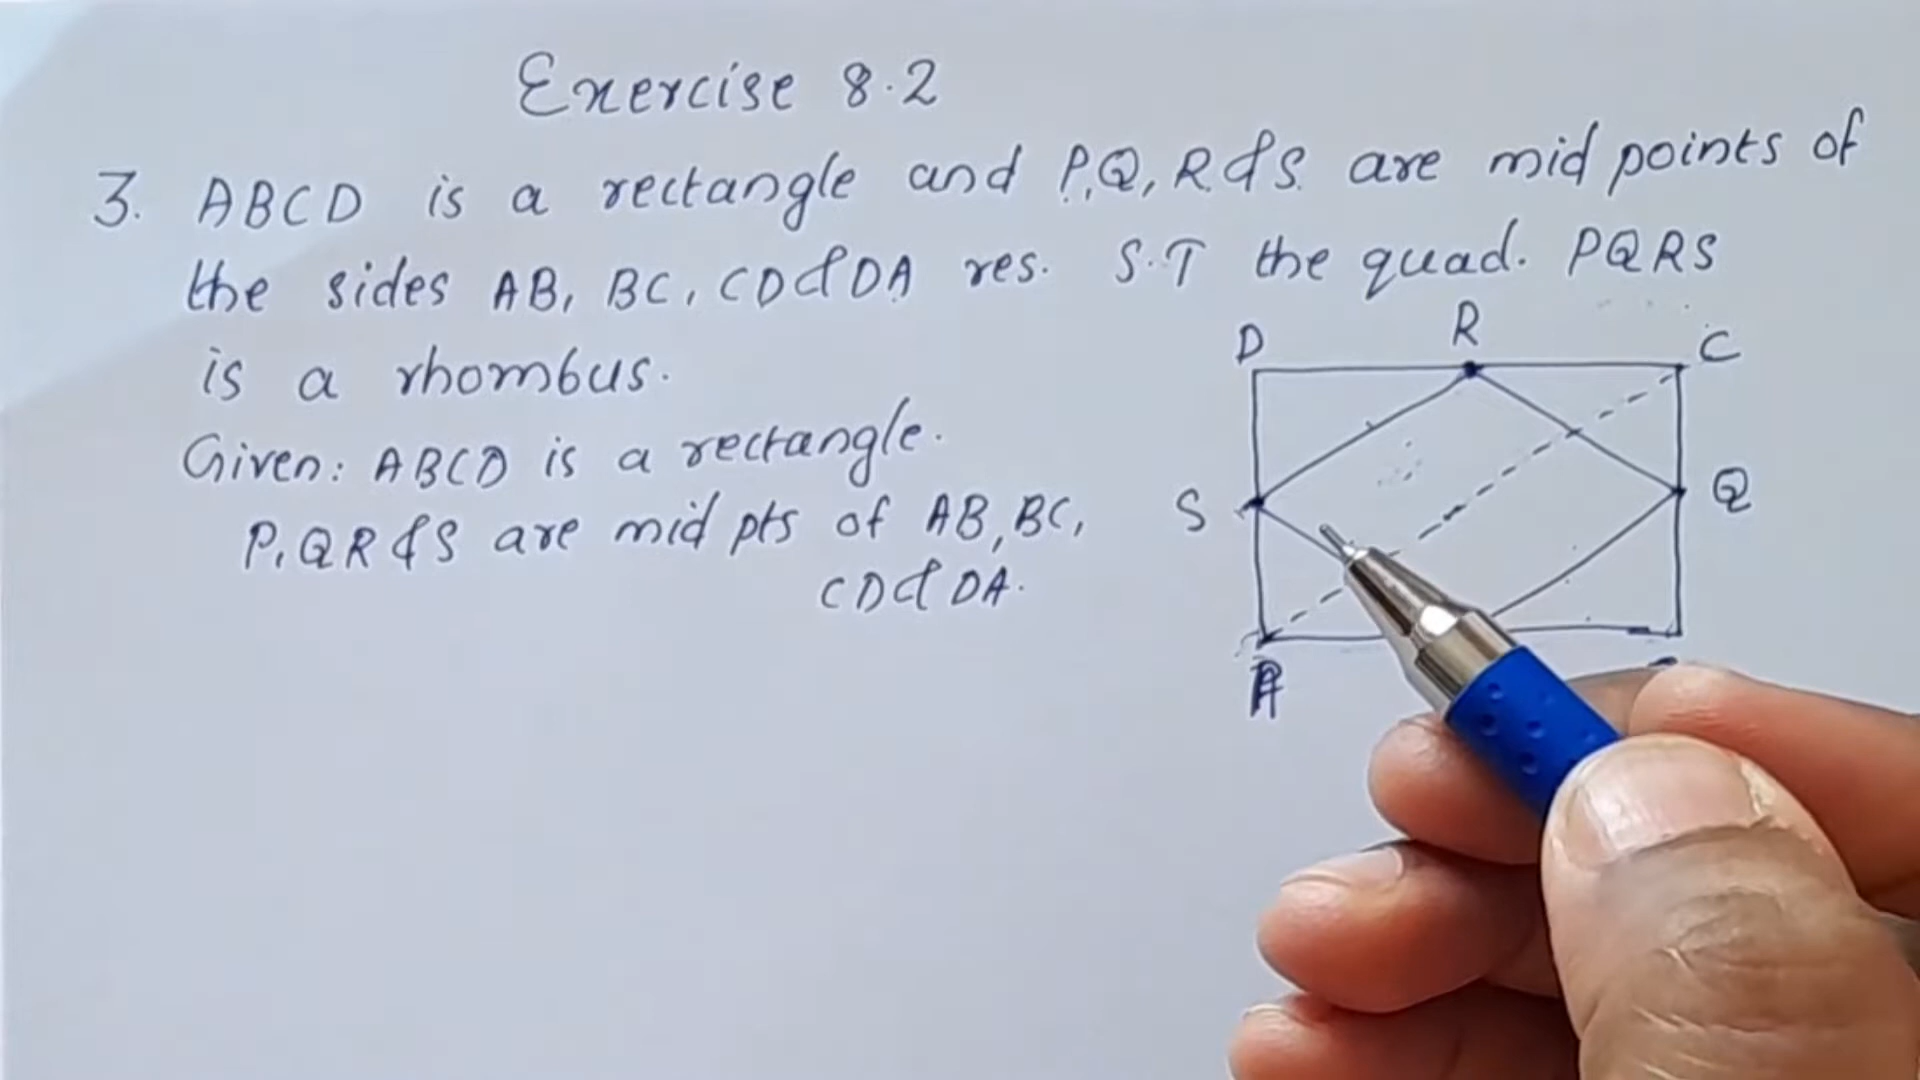 Exercise 8.2
3. ABCD is a rectangle and P,Q,R & S are mid points of
the sides AB, BC, CD & DA res. S.T the quad. PQRS
is a rhombus.
Given: ABCD is a rectangle.
P,Q R & S are mid pts of AB, BC,
CD & DA.
D R C
S Q
A